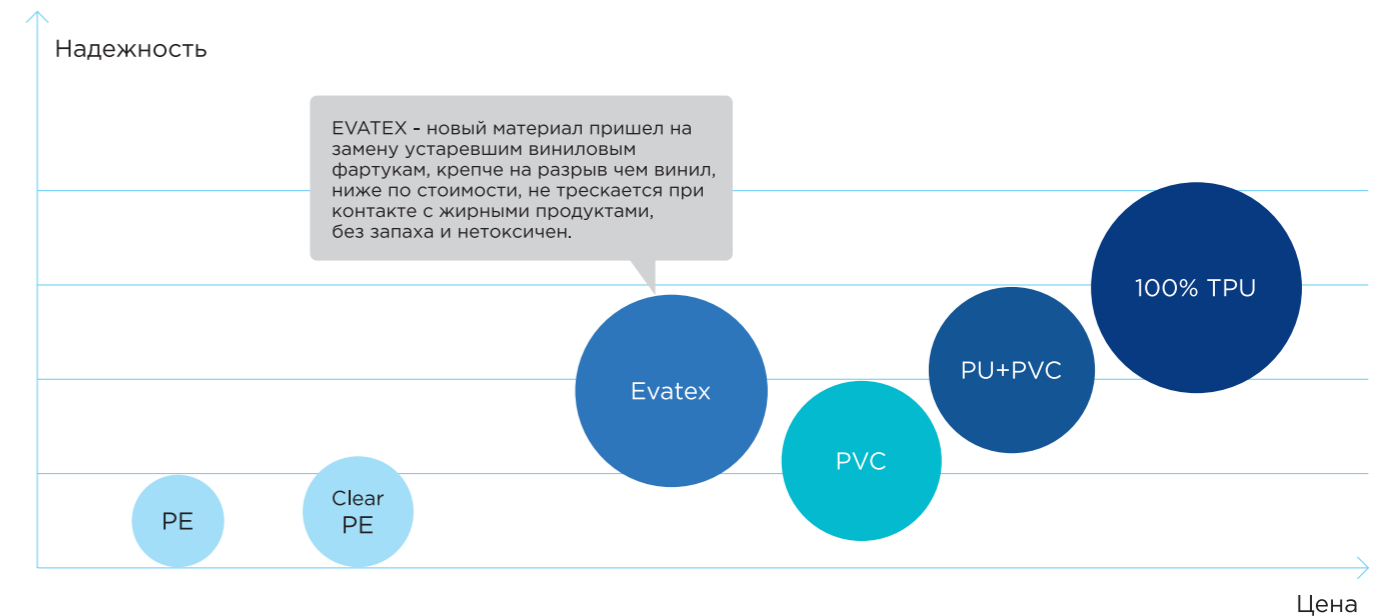 Надежность
EVATEX - новый материал пришел на
замену устаревшим виниловым
фартукам, крепче на разрыв чем винил,
ниже по стоимости, не трескается при
контакте с жирными продуктами,
без запаха и нетоксичен.
100% TPU
PU+PVC
Evatex
PVC
Clear
PE
PE
Цена